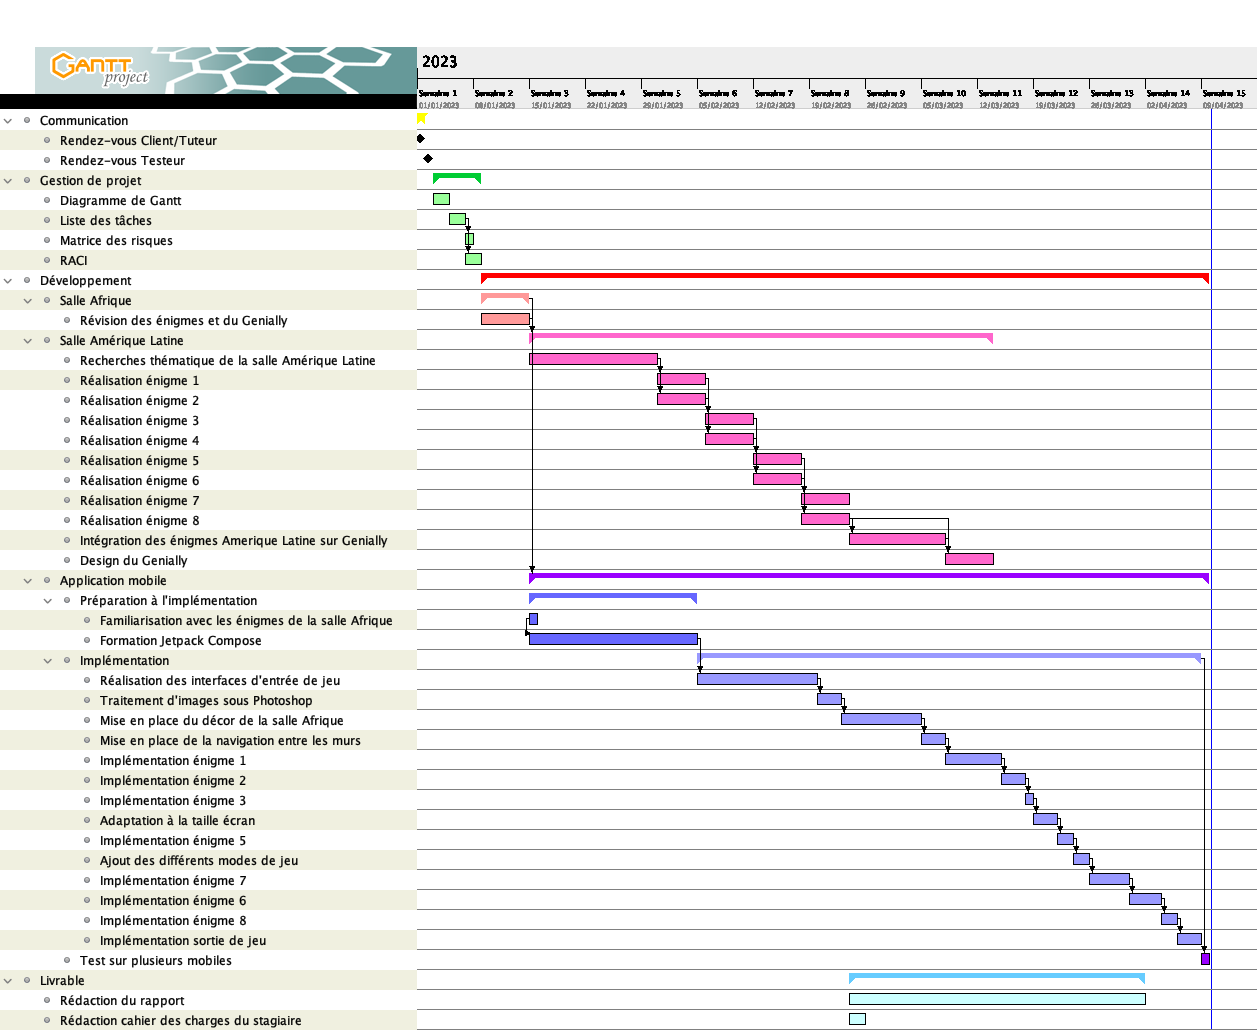 GANTT
project
2023
Semaine 1 Semaine 2 Semaine 3 Semaine 4 Semaine 5 Semaine 6 Semaine 7 Semaine 8 Semaine 9 Semaine 10 Semaine 11 Semaine 12 Semaine 13 Semaine 14 Semaine 15
01/01/2023 08/01/2023 15/01/2023 22/01/2023 29/01/2023 05/02/2023 12/02/2023 19/02/2023 26/02/2023 05/03/2023 12/03/2023 19/03/2023 26/03/2023 02/04/2023 09/04/2023
Communication
Rendez-vous Client/Tuteur
Rendez-vous Testeur
Gestion de projet
Diagramme de Gantt
Liste des tâches
Matrice des risques
RACI
Développement
Salle Afrique
Révision des énigmes et du Genially
Salle Amérique Latine
Recherches thématique de la salle Amérique Latine
Réalisation énigme 1
Réalisation énigme 2
Réalisation énigme 3
Réalisation énigme 4
Réalisation énigme 5
Réalisation énigme 6
Réalisation énigme 7
Réalisation énigme 8
Intégration des énigmes Amerique Latine sur Genially
Design du Genially
Application mobile
Préparation à l'implémentation
Familiarisation avec les énigmes de la salle Afrique
Formation Jetpack Compose
Implémentation
Réalisation des interfaces d'entrée de jeu
Traitement d'images sous Photoshop
Mise en place du décor de la salle Afrique
Mise en place de la navigation entre les murs
Implémentation énigme 1
Implémentation énigme 2
Implémentation énigme 3
Adaptation à la taille écran
Implémentation énigme 5
Ajout des différents modes de jeu
Implémentation énigme 7
Implémentation énigme 6
Implémentation énigme 8
Implémentation sortie de jeu
Test sur plusieurs mobiles
Livrable
Rédaction du rapport
Rédaction cahier des charges du stagiaire